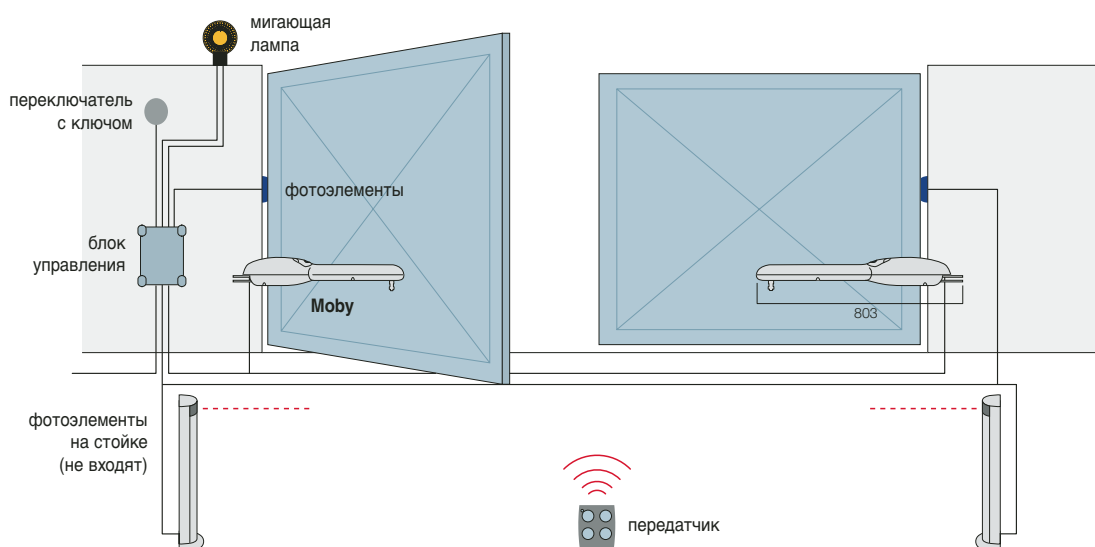 мигающая
лампа
переключатель
с ключом
фотоэлементы
блок
управления
Moby
803
фотоэлементы
на стойке
(не входят)
передатчик